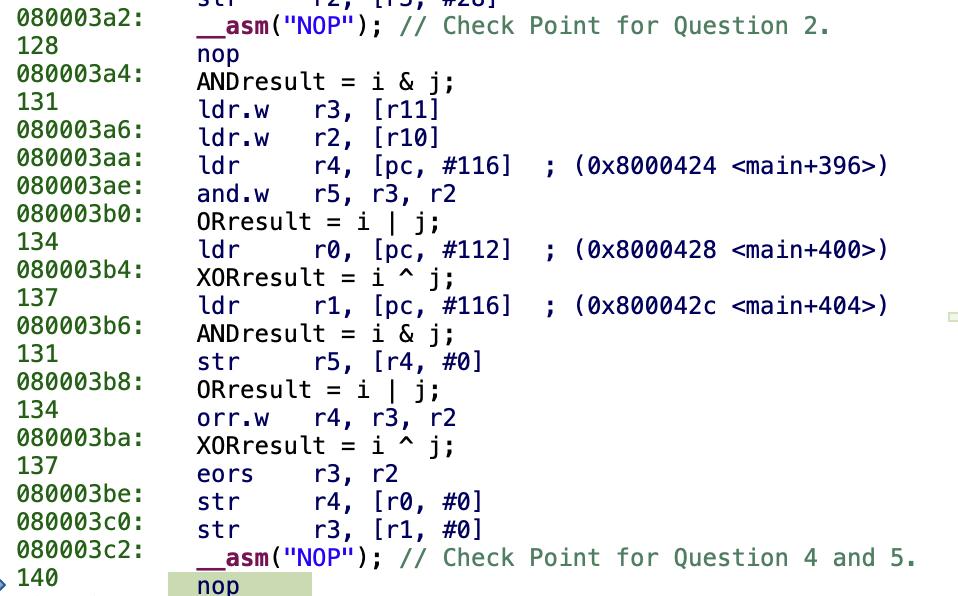 str r2, [r3,
080003a2: __asm("NOP"); // Check Point for Question 2.
128 nop
080003a4: ANDresult = i & j;
131 ldr.w r3, [r11]
080003a6: ldr.w r2, [r10]
080003aa: ldr r4, [pc, #116] ; (0x8000424 <main+396>)
080003ae: and.w r5, r3, r2
080003b0: ORresult = i | j;
134 ldr r0, [pc, #112] ; (0x8000428 <main+400>)
080003b4: XORresult = i ^ j;
137 ldr r1, [pc, #116] ; (0x800042c <main+404>)
080003b6: ANDresult = i & j;
131 str r5, [r4, #0]
080003b8: ORresult = i | j;
134 orr.w r4, r3, r2
080003ba: XORresult = i ^ j;
137 eors r3, r2
080003be: str r4, [r0, #0]
080003c0: str r3, [r1, #0]
080003c2: __asm("NOP"); // Check Point for Question 4 and 5.
140 nop